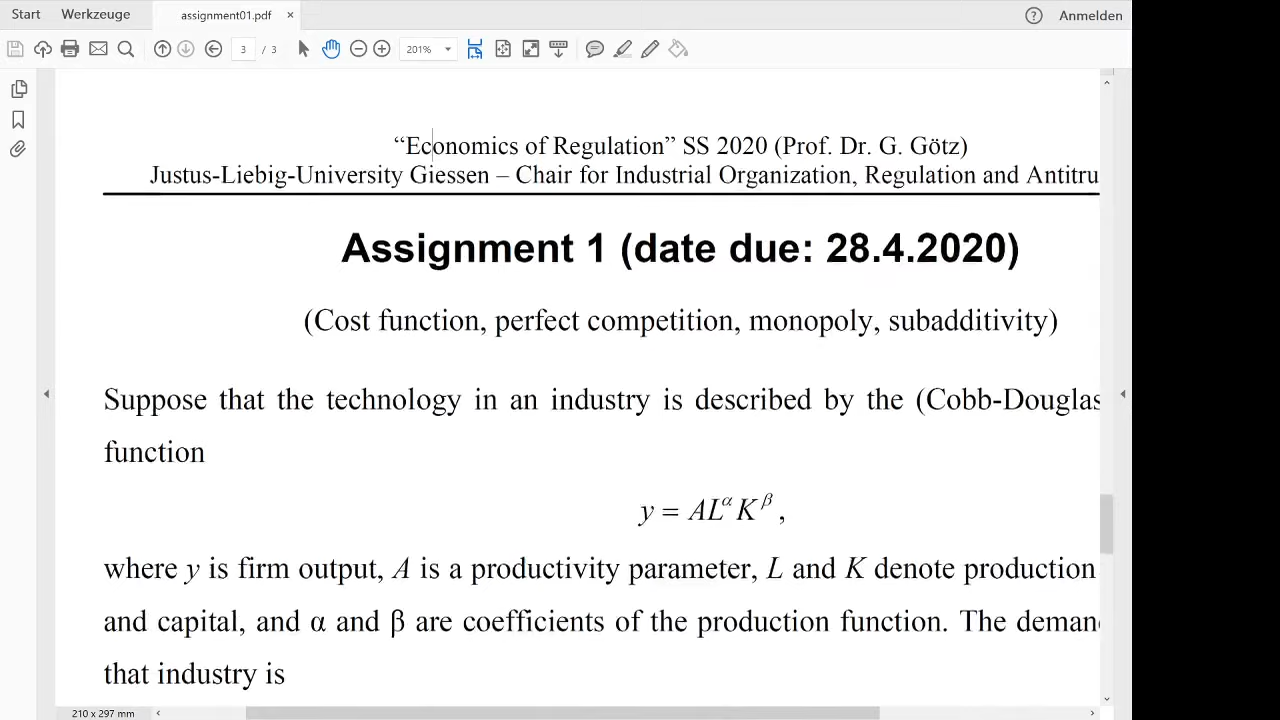 Start Werkzeuge assignment01.pdf × Anmelden
3 / 3 201%
“Economics of Regulation” SS 2020 (Prof. Dr. G. Götz)
Justus-Liebig-University Giessen – Chair for Industrial Organization, Regulation and Antitru
Assignment 1 (date due: 28.4.2020)
(Cost function, perfect competition, monopoly, subadditivity)
Suppose that the technology in an industry is described by the (Cobb-Douglas
function
y = AL^α K^β ,
where y is firm output, A is a productivity parameter, L and K denote production
and capital, and α and β are coefficients of the production function. The deman
that industry is
210 x 297 mm